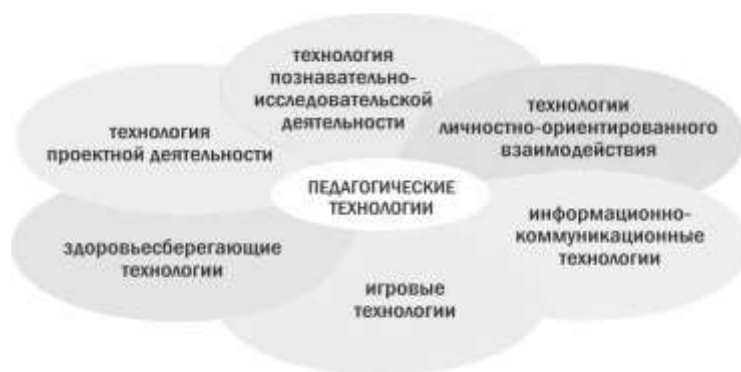 технология
познавательно-
исследовательской
деятельности
технологии
личностно-ориентированного
взаимодействия
технология
проектной деятельности
ПЕДАГОГИЧЕСКИЕ
ТЕХНОЛОГИИ
информационно-
коммуникационные
технологии
здоровьесберегающие
технологии
игровые
технологии